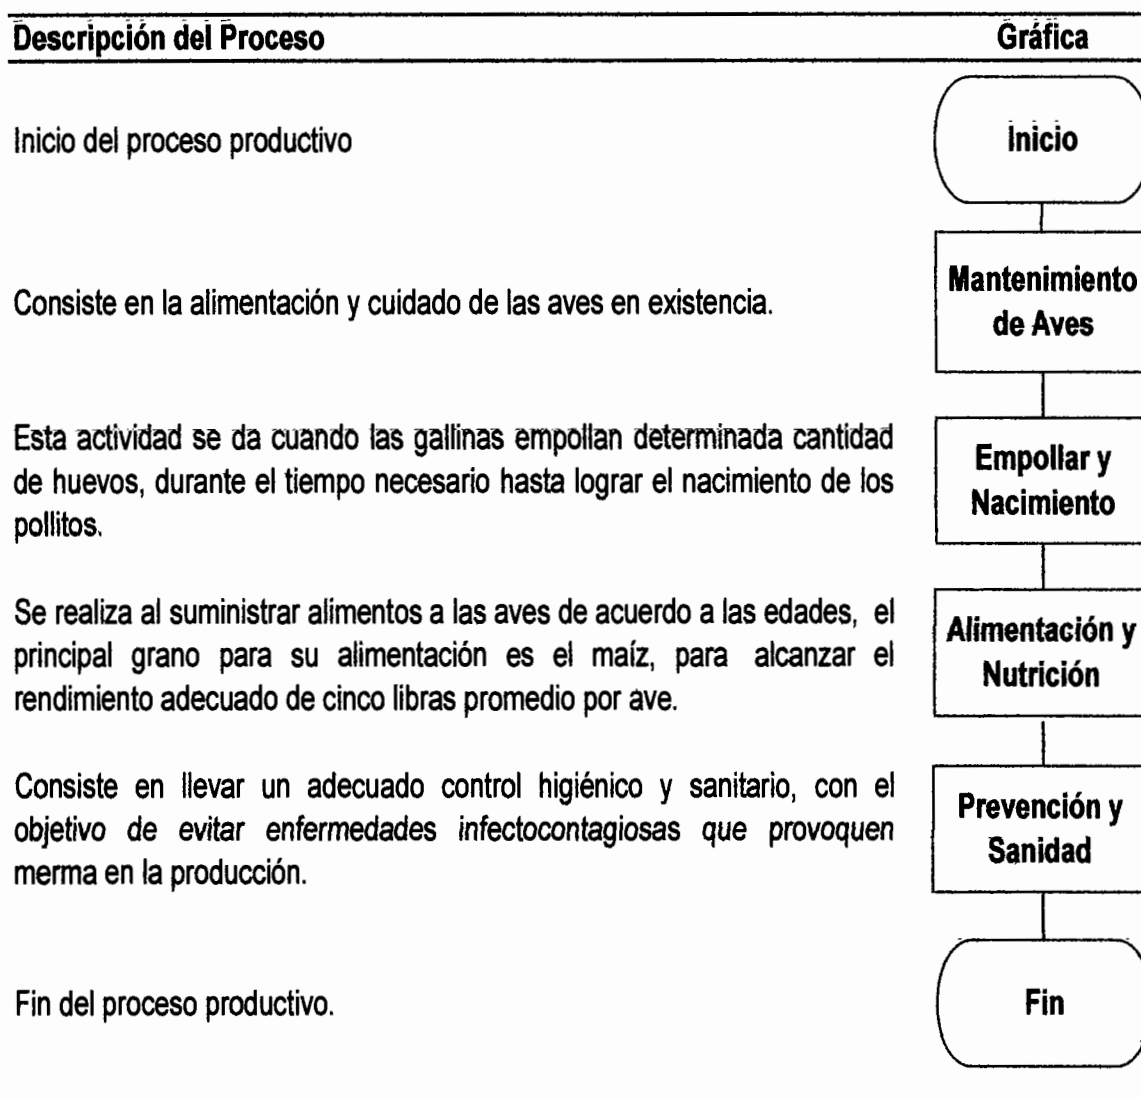 Descripción del Proceso Gráfica
Inicio del proceso productivo
Inicio
Consiste en la alimentación y cuidado de las aves en existencia.
Mantenimiento
de Aves
Esta actividad se da cuando las gallinas empollan determinada cantidad
de huevos, durante el tiempo necesario hasta lograr el nacimiento de los
pollitos.
Empollar y
Nacimiento
Se realiza al suministrar alimentos a las aves de acuerdo a las edades, el
principal grano para su alimentación es el maíz, para alcanzar el
rendimiento adecuado de cinco libras promedio por ave.
Alimentación y
Nutrición
Consiste en llevar un adecuado control higiénico y sanitario, con el
objetivo de evitar enfermedades infectocontagiosas que provoquen
merma en la producción.
Prevención y
Sanidad
Fin del proceso productivo.
Fin